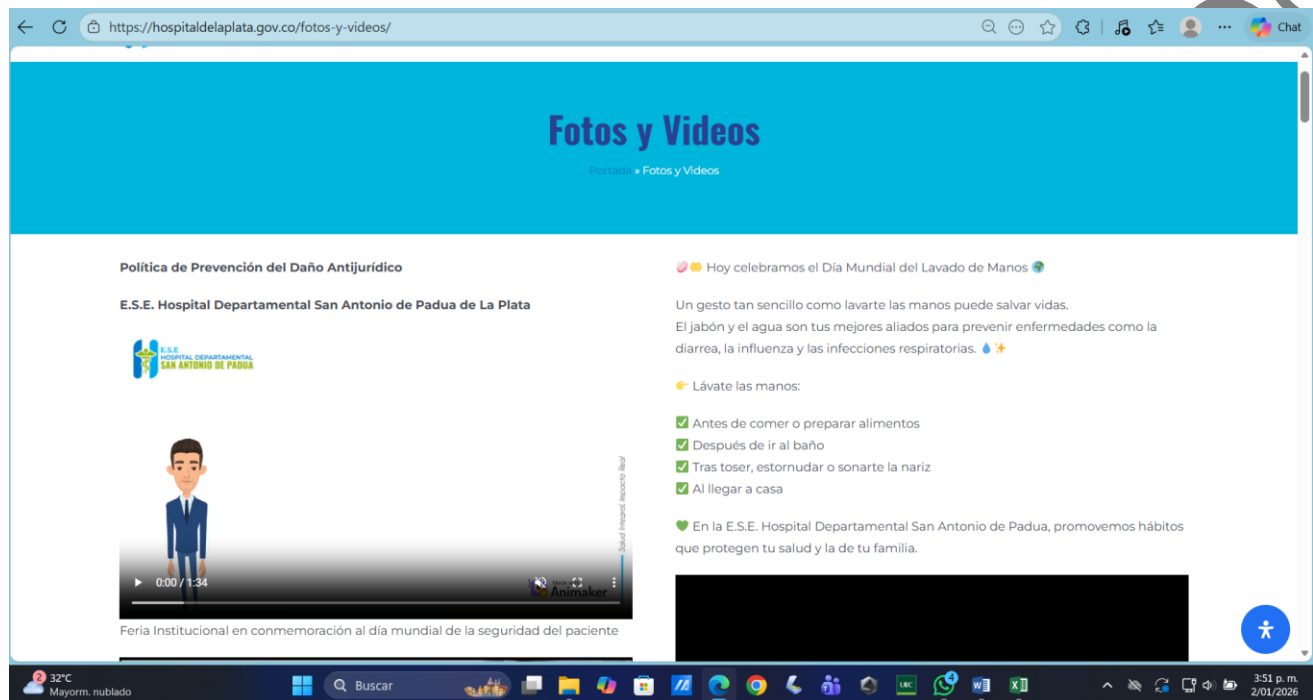 https://hospitaldelaplata.gov.co/fotos-y-videos/
Chat
Fotos y Videos
Portada » Fotos y Videos
Política de Prevención del Daño Antijurídico
E.S.E. Hospital Departamental San Antonio de Padua de La Plata
E.S.E
HOSPITAL DEPARTAMENTAL
SAN ANTONIO DE PADUA
Salud Integral Impacto Real
0:00 / 1:34
Animaker
Feria Institucional en conmemoración al día mundial de la seguridad del paciente
Hoy celebramos el Día Mundial del Lavado de Manos
Un gesto tan sencillo como lavarte las manos puede salvar vidas.
El jabón y el agua son tus mejores aliados para prevenir enfermedades como la
diarrea, la influenza y las infecciones respiratorias.
Lávate las manos:
Antes de comer o preparar alimentos
Después de ir al baño
Tras toser, estornudar o sonarte la nariz
Al llegar a casa
En la E.S.E. Hospital Departamental San Antonio de Padua, promovemos hábitos
que protegen tu salud y la de tu familia.
2
32°C
Mayorm. nublado
Buscar
UEC
4
3:51 p. m.
2/01/2026